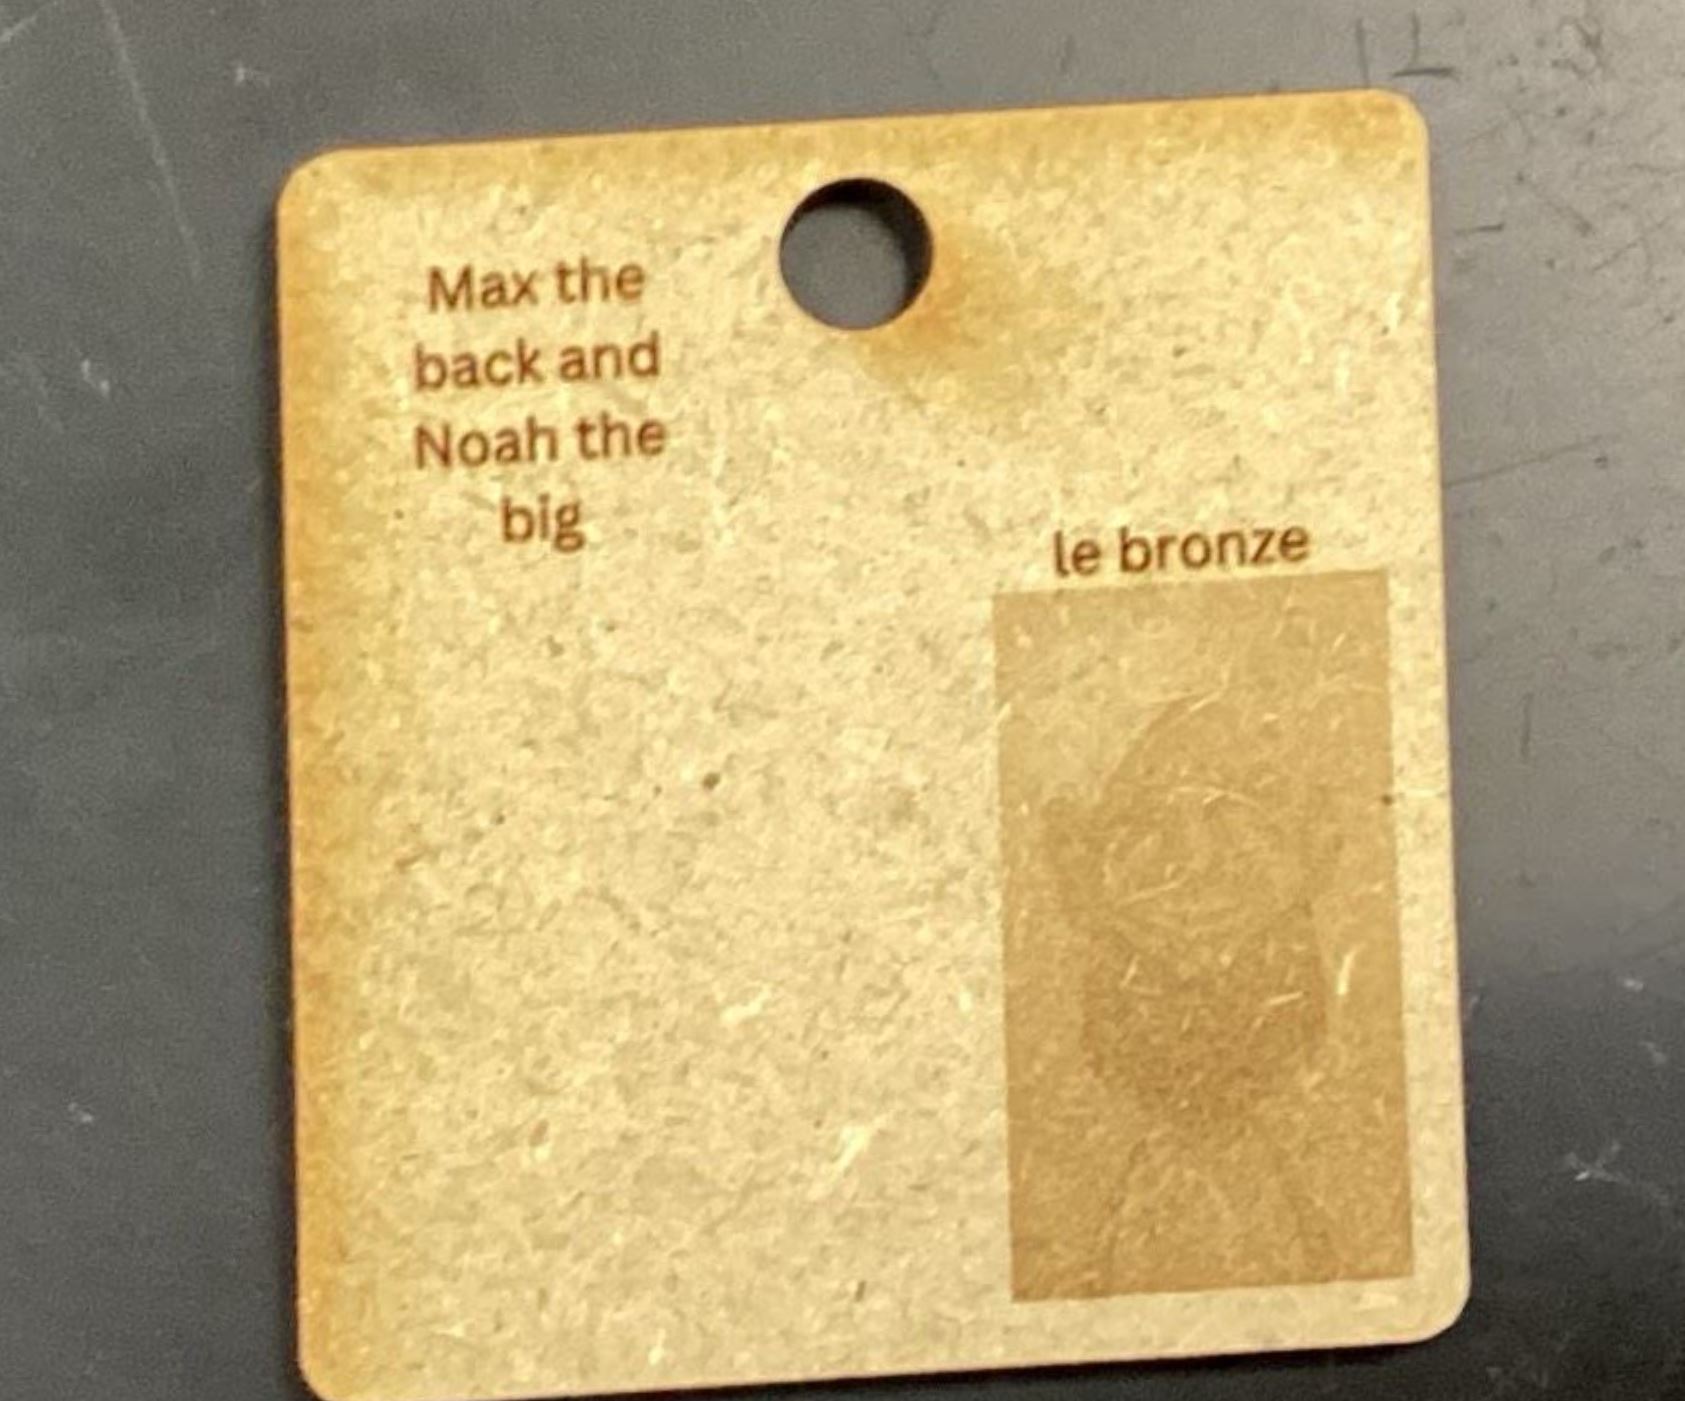 Max the
back and
Noah the
big
le bronze